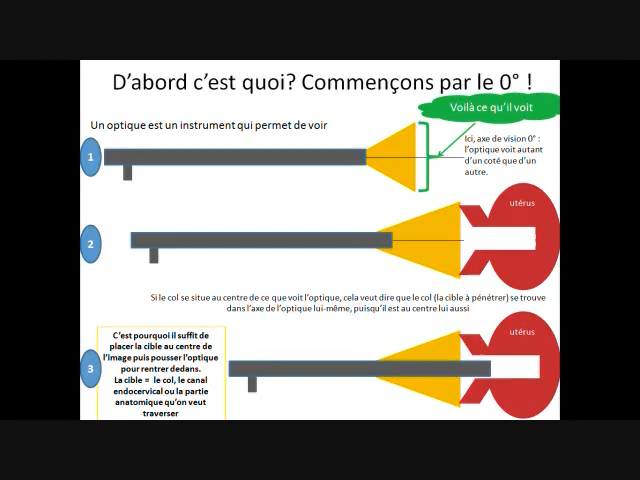 D'abord c'est quoi? Commençons par le 0° !
Voilà ce qu'il voit
Un optique est un instrument qui permet de voir
Ici, axe de vision 0° :
l'optique voit autant
d'un coté que d'un
autre.
1
utérus
2
Si le col se situe au centre de ce que voit l'optique, cela veut dire que le col (la cible à pénétrer) se trouve
dans l'axe de l'optique lui-même, puisqu'il est au centre lui aussi
utérus
C'est pourquoi il suffit de
placer la cible au centre de
l'image puis pousser l'optique
pour rentrer dedans.
La cible = le col, le canal
endocervical ou la partie
anatomique qu'on veut
traverser
3